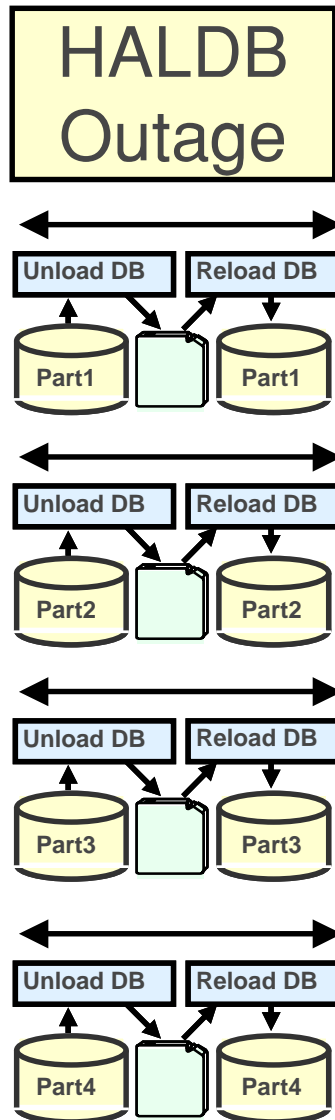 HALDB
Outage
Unload DB Reload DB
Part1 Part1
Unload DB Reload DB
Part2 Part2
Unload DB Reload DB
Part3 Part3
Unload DB Reload DB
Part4 Part4